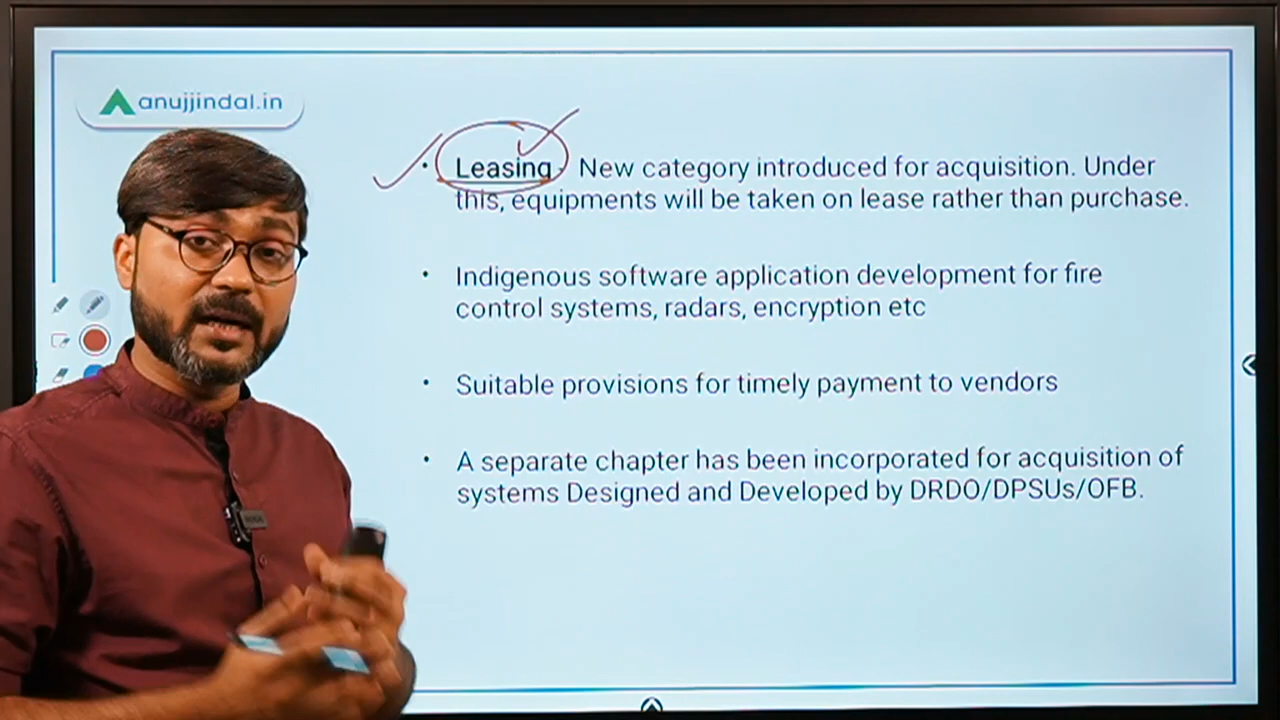 anujjindal.in
• Leasing- New category introduced for acquisition. Under
this, equipments will be taken on lease rather than purchase.
• Indigenous software application development for fire
control systems, radars, encryption etc
• Suitable provisions for timely payment to vendors
• A separate chapter has been incorporated for acquisition of
systems Designed and Developed by DRDO/DPSUs/OFB.